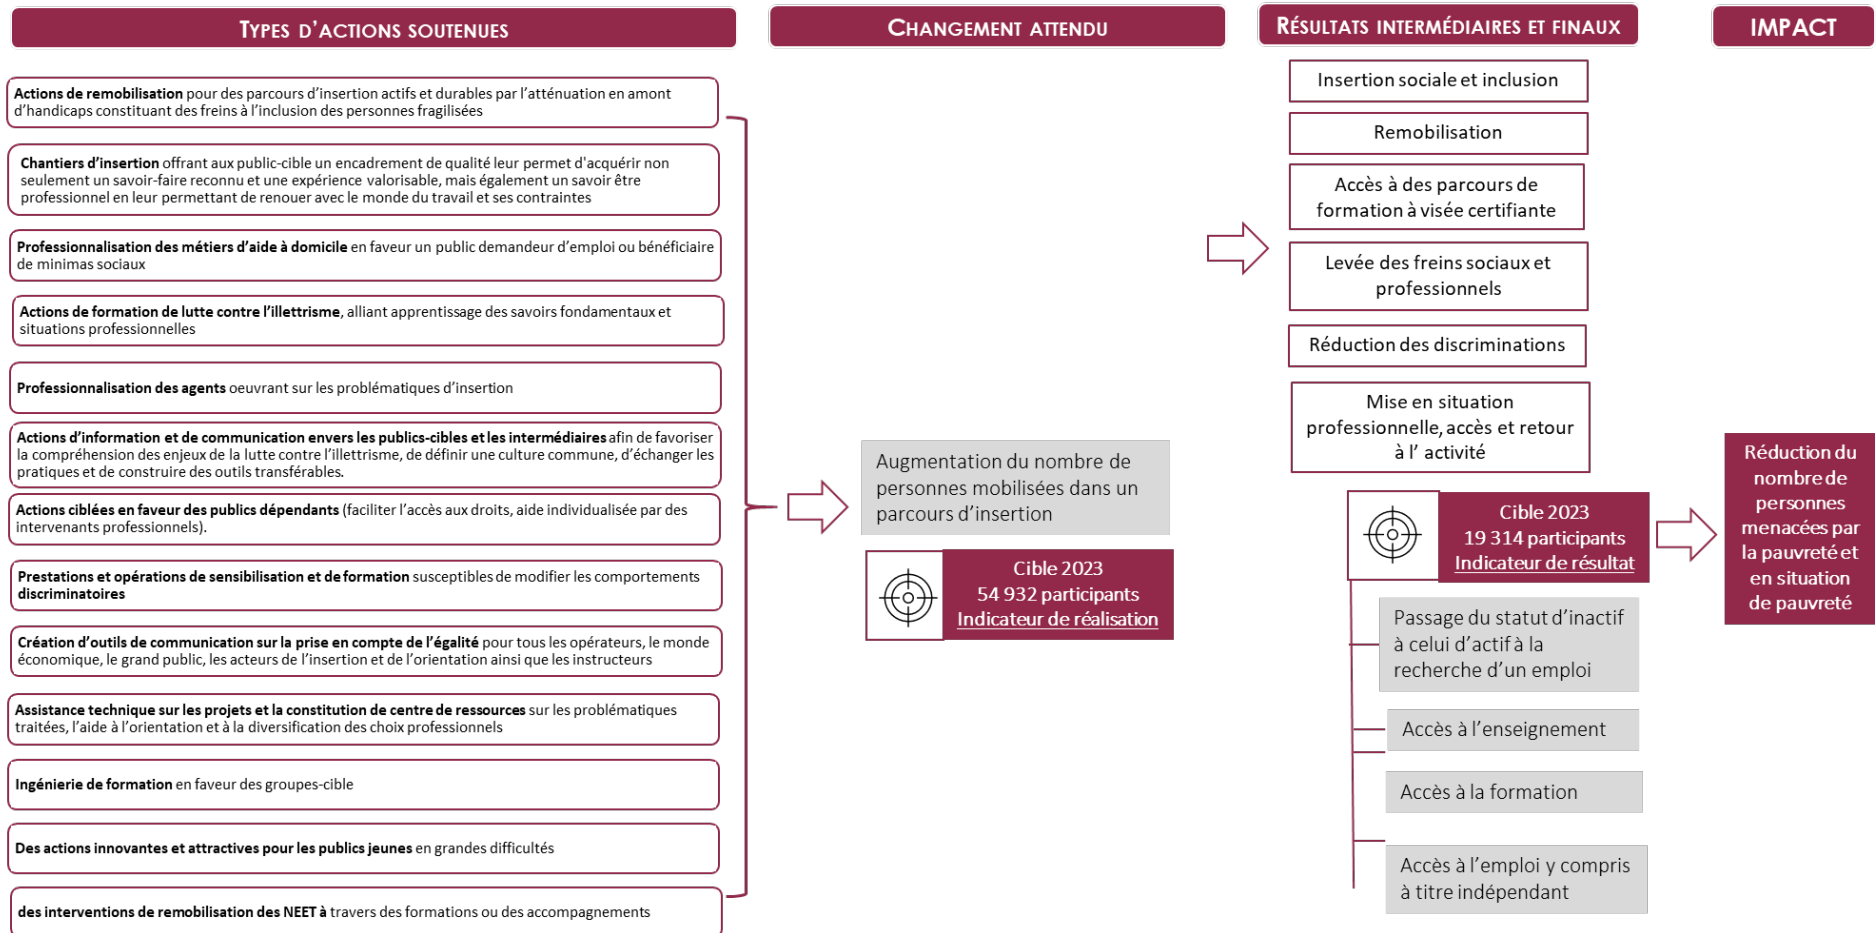 TYPES D'ACTIONS SOUTENUES
Actions de remobilisation pour des parcours d'insertion actifs et durables par l'atténuation en amont
d'handicaps constituant des freins à l'inclusion des personnes fragilisées
Chantiers d'insertion offrant aux public-cible un encadrement de qualité leur permet d'acquérir non
seulement un savoir-faire reconnu et une expérience valorisable, mais également un savoir être
professionnel en leur permettant de renouer avec le monde du travail et ses contraintes
Professionnalisation des métiers d'aide à domicile en faveur un public demandeur d'emploi ou bénéficiaire
de minimas sociaux
Actions de formation de lutte contre l'illettrisme, alliant apprentissage des savoirs fondamentaux et
situations professionnelles
Professionnalisation des agents oeuvrant sur les problématiques d'insertion
Actions d'information et de communication envers les publics-cibles et les intermédiaires afin de favoriser
la compréhension des enjeux de la lutte contre l'illettrisme, de définir une culture commune, d'échanger les
pratiques et de construire des outils transférables.
Actions ciblées en faveur des publics dépendants (faciliter l'accès aux droits, aide individualisée par des
intervenants professionnels).
Prestations et opérations de sensibilisation et de formation susceptibles de modifier les comportements
discriminatoires
Création d'outils de communication sur la prise en compte de l'égalité pour tous les opérateurs, le monde
économique, le grand public, les acteurs de l'insertion et de l'orientation ainsi que les instructeurs
Assistance technique sur les projets et la constitution de centre de ressources sur les problématiques
traitées, l'aide à l'orientation et à la diversification des choix professionnels
Ingénierie de formation en faveur des groupes-cible
Des actions innovantes et attractives pour les publics jeunes en grandes difficultés
des interventions de remobilisation des NEET à travers des formations ou des accompagnements
CHANGEMENT ATTENDU
Augmentation du nombre de
personnes mobilisées dans un
parcours d'insertion
Cible 2023
54 932 participants
Indicateur de réalisation
RÉSULTATS INTERMÉDIAIRES ET FINAUX
Insertion sociale et inclusion
Remobilisation
Accès à des parcours de
formation à visée certifiante
Levée des freins sociaux et
professionnels
Réduction des discriminations
Mise en situation
professionnelle, accès et retour
à l' activité
Cible 2023
19 314 participants
Indicateur de résultat
Passage du statut d'inactif
à celui d'actif à la
recherche d'un emploi
Accès à l'enseignement
Accès à la formation
Accès à l'emploi y compris
à titre indépendant
IMPACT
Réduction du
nombre de
personnes
menacées par
la pauvreté et
en situation
de pauvreté